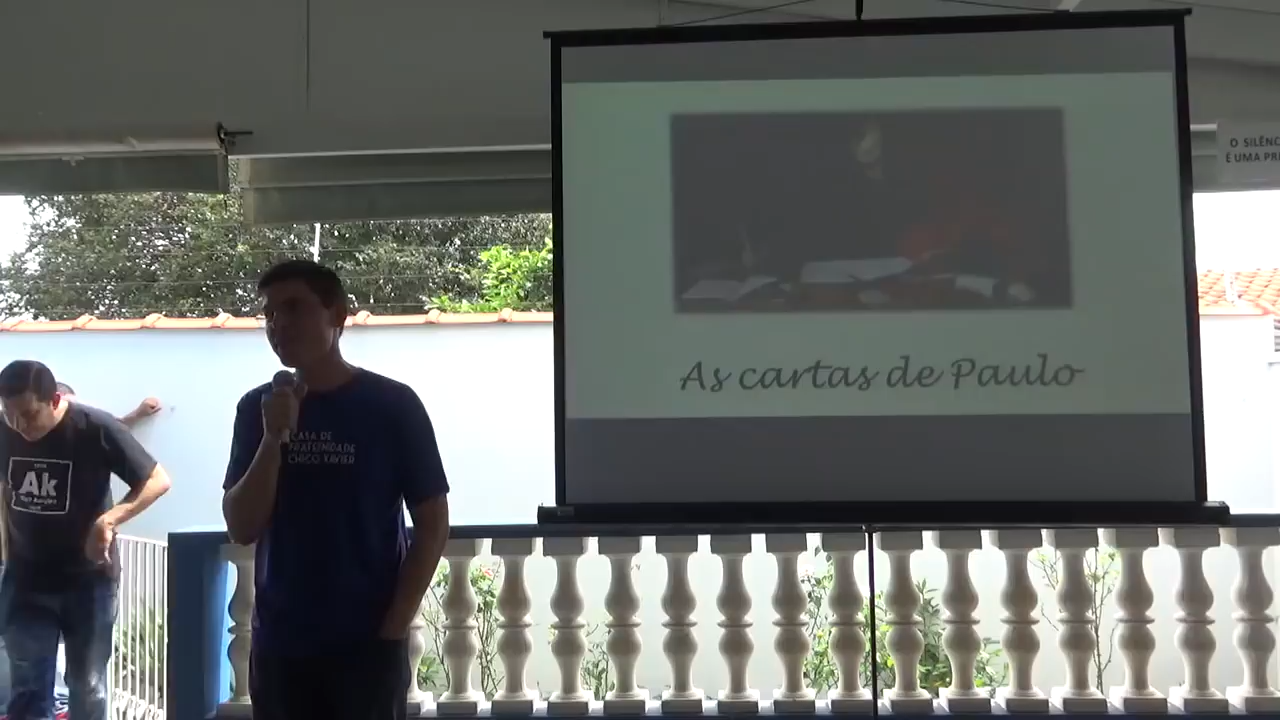 O SILÊNC
É UMA PR
As cartas de Paulo
CASA DE
FRATERNIDADE
CHICO XAVIER
Ak